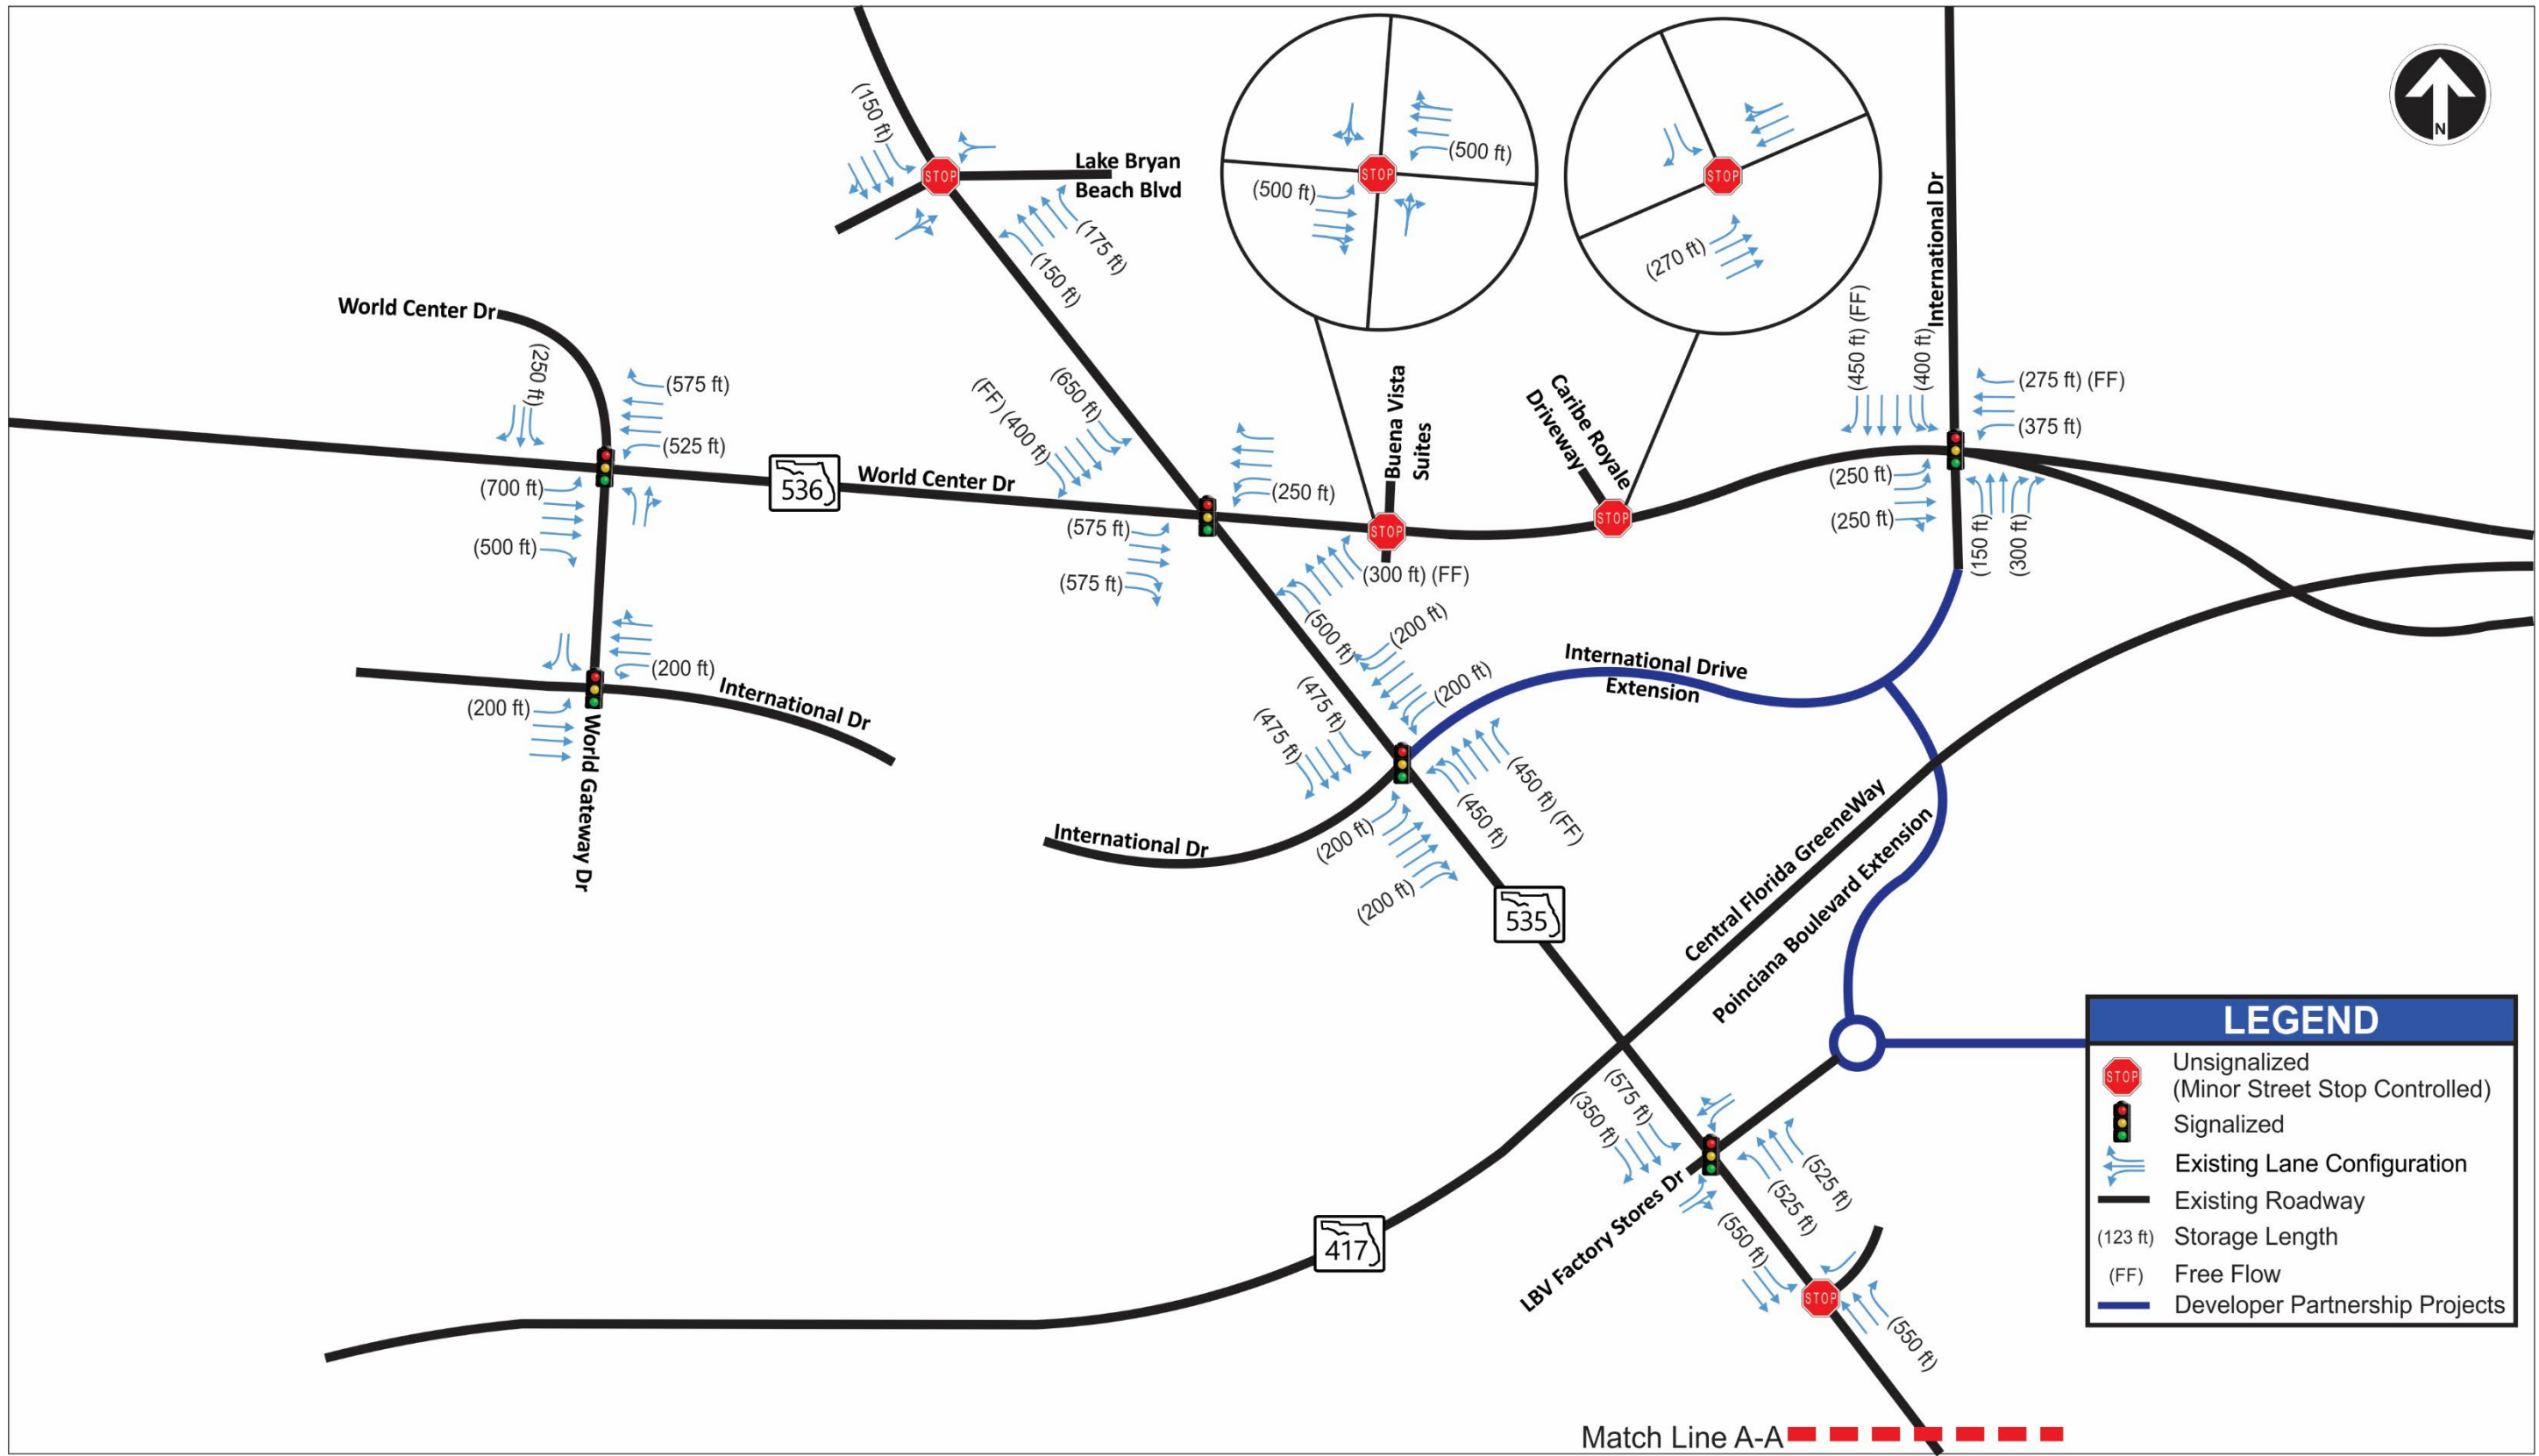 (150 ft)
STOP
Lake Bryan
Beach Blvd
(175 ft)
(150 ft)
STOP
(500 ft)
(500 ft)
STOP
(270 ft)
N
World Center Dr
(250 ft)
(575 ft)
(525 ft)
(700 ft)
(500 ft)
536
World Center Dr
(FF) (400 ft)
(650 ft)
(250 ft)
(575 ft)
(575 ft)
Buena Vista
Suites
STOP
(300 ft) (FF)
(500 ft)
Caribe Royale
Driveway
STOP
International Dr
(450 ft) (FF)
(400 ft)
(275 ft) (FF)
(375 ft)
(250 ft)
(250 ft)
(150 ft)
(300 ft)
(200 ft)
(200 ft)
International Dr
World Gateway Dr
(200 ft)
(200 ft)
International Drive
Extension
(475 ft)
(475 ft)
(450 ft) (FF)
(450 ft)
(200 ft)
(200 ft)
International Dr
535
Central Florida GreeneWay
Poinciana Boulevard Extension
417
(575 ft)
(350 ft)
(525 ft)
(525 ft)
LBV Factory Stores Dr
(550 ft)
STOP
(550 ft)
LEGEND
STOP
Unsignalized
(Minor Street Stop Controlled)
Signalized
Existing Lane Configuration
Existing Roadway
(123 ft) Storage Length
(FF) Free Flow
Developer Partnership Projects
Match Line A-A